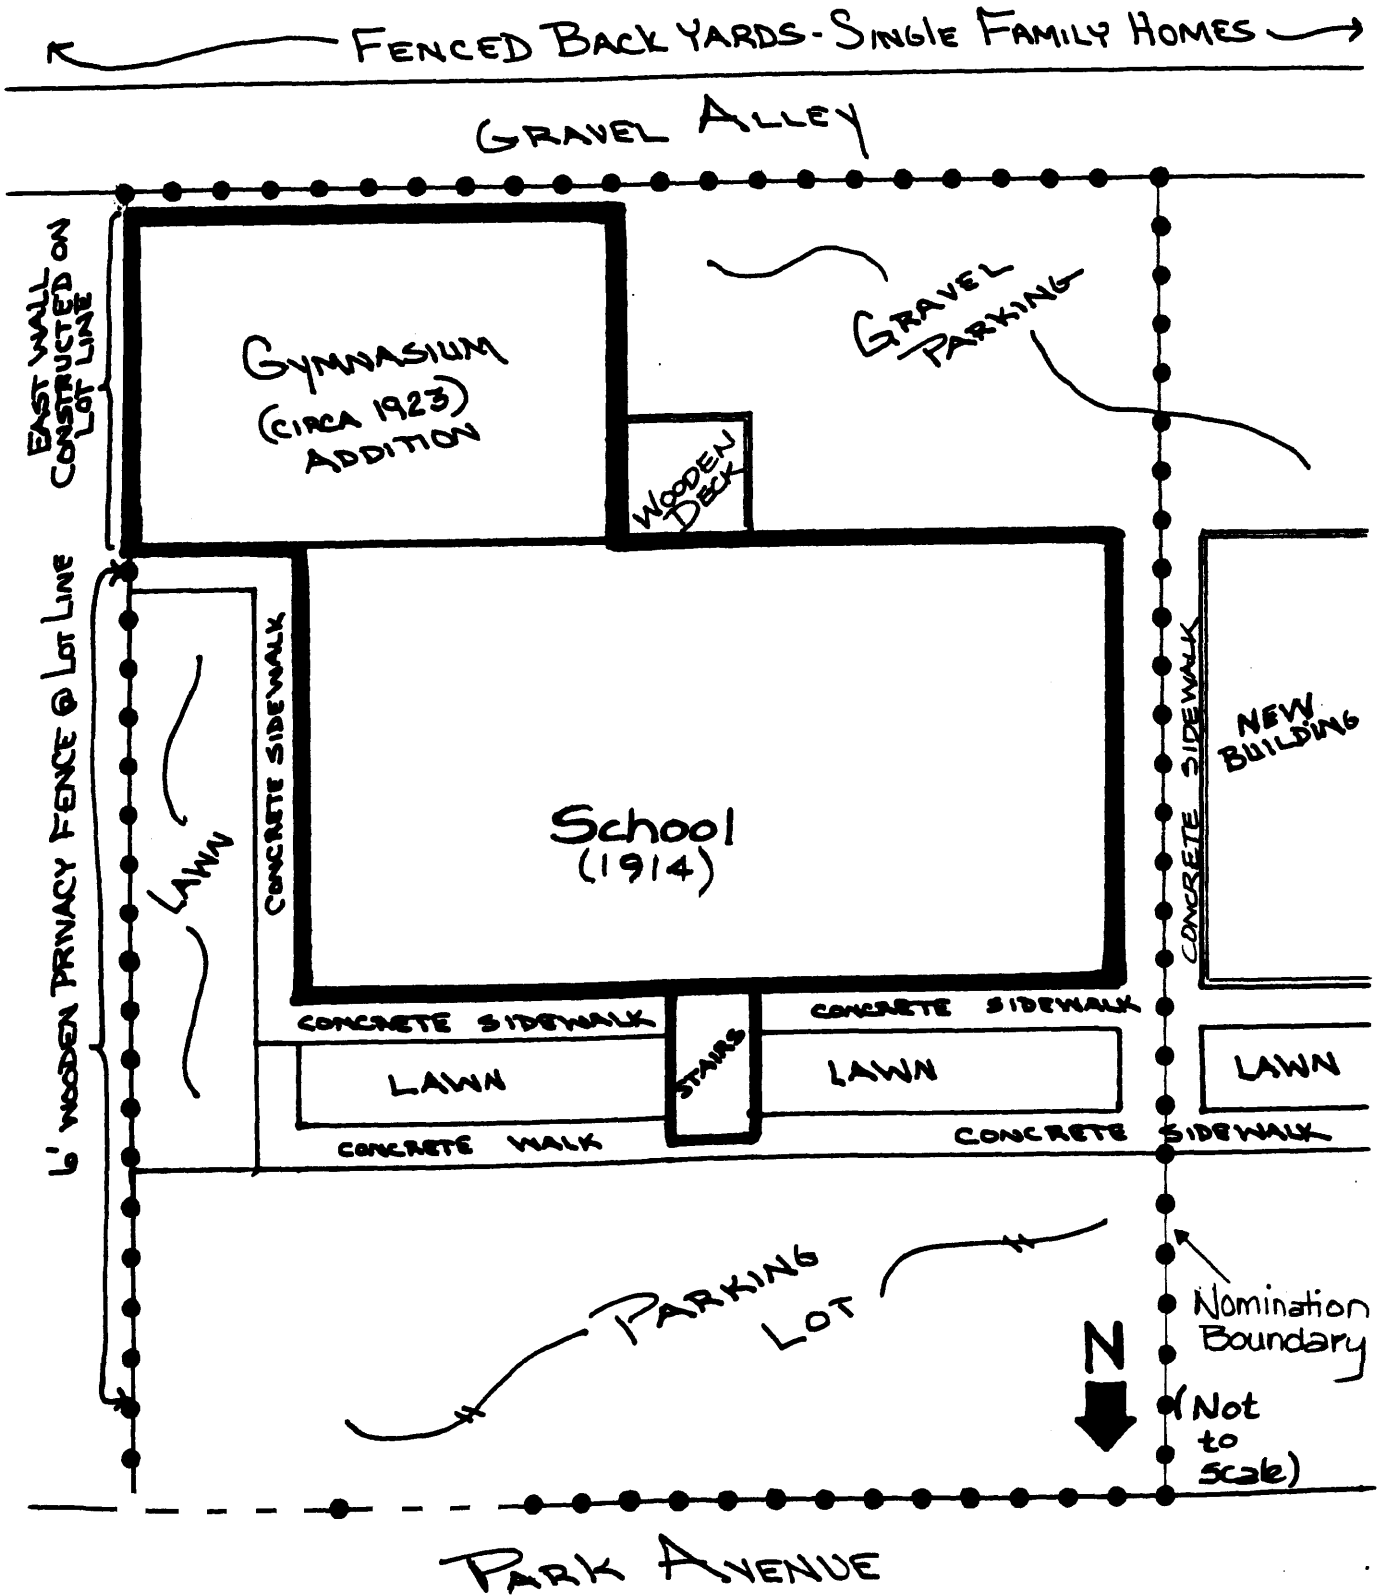 FENCED BACK YARDS - SINGLE FAMILY HOMES
GRAVEL ALLEY
EAST WALL
CONSTRUCTED ON
LOT LINE
GYMNASIUM
(CIRCA 1923)
ADDITION
GRAVEL
PARKING
WOODEN
DECK
6' WOODEN PRIVACY FENCE @ LOT LINE
LAWN
CONCRETE SIDEWALK
School
(1914)
CONCRETE SIDEWALK
NEW
BUILDING
CONCRETE SIDEWALK
CONCRETE SIDEWALK
STAIRS
LAWN
LAWN
LAWN
CONCRETE WALK
CONCRETE SIDEWALK
PARKING
LOT
Nomination
Boundary
N
(Not
to
scale)
PARK AVENUE